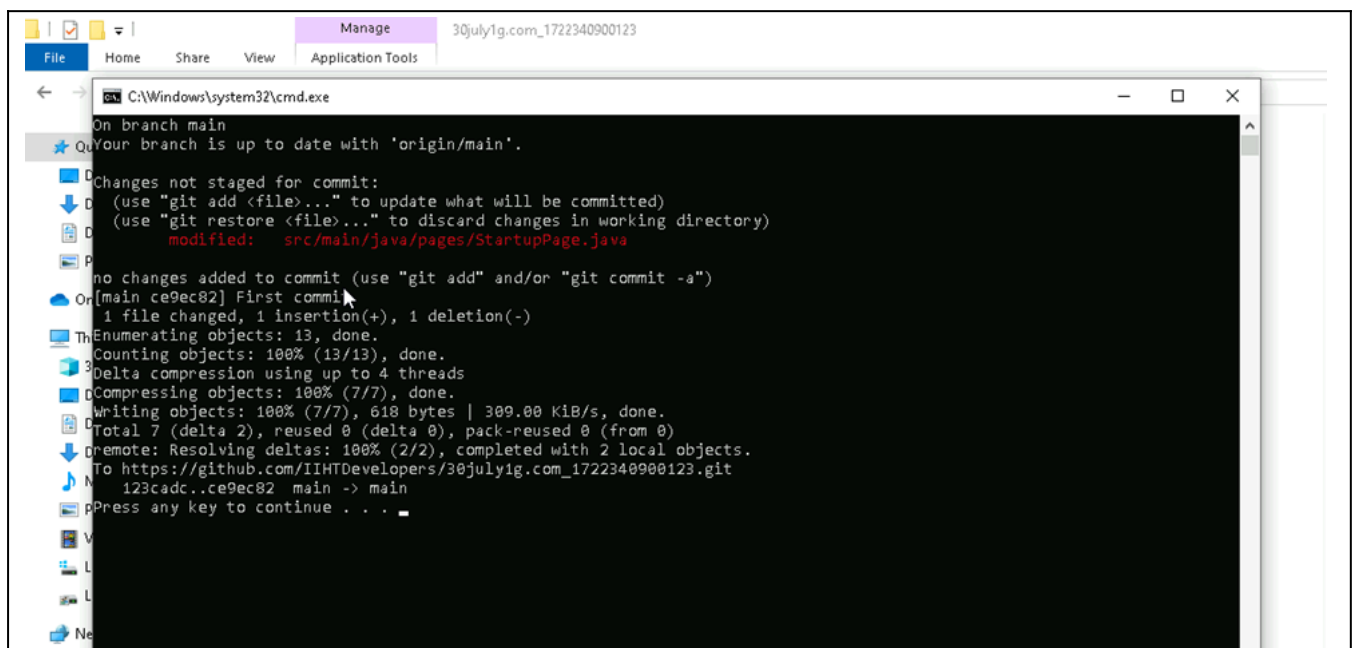 Manage
30july1g.com_1722340900123
File
Home
Share
View
Application Tools
C:\Windows\system32\cmd.exe
On branch main
Your branch is up to date with 'origin/main'.
Changes not staged for commit:
(use "git add <file>..." to update what will be committed)
(use "git restore <file>..." to discard changes in working directory)
modified: src/main/java/pages/StartupPage.java
no changes added to commit (use "git add" and/or "git commit -a")
[main ce9ec82] First commit
1 file changed, 1 insertion(+), 1 deletion(-)
Enumerating objects: 13, done.
Counting objects: 100% (13/13), done.
Delta compression using up to 4 threads
Compressing objects: 100% (7/7), done.
Writing objects: 100% (7/7), 618 bytes | 309.00 KiB/s, done.
Total 7 (delta 2), reused 0 (delta 0), pack-reused 0 (from 0)
remote: Resolving deltas: 100% (2/2), completed with 2 local objects.
To https://github.com/IIHTDevelopers/30july1g.com_1722340900123.git
123cadc..ce9ec82 main -> main
Press any key to continue . . .